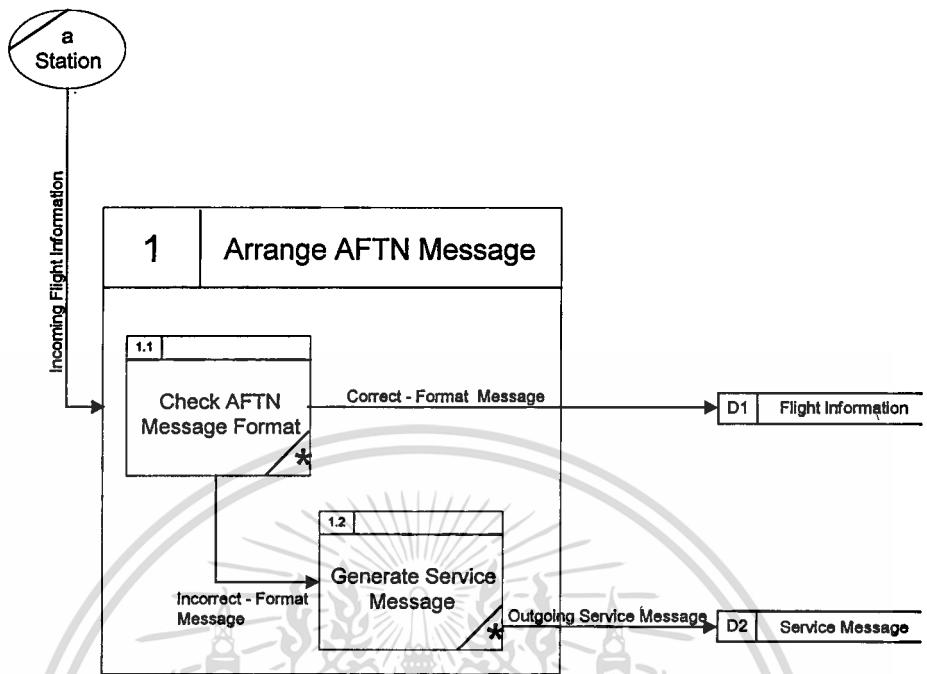 a
Station
Incoming Flight Information
1
Arrange AFTN Message
1.1
Check AFTN
Message Format
*
Correct - Format Message
D1
Flight Information
Incorrect - Format
Message
1.2
Generate Service
Message
*
Outgoing Service Message
D2
Service Message